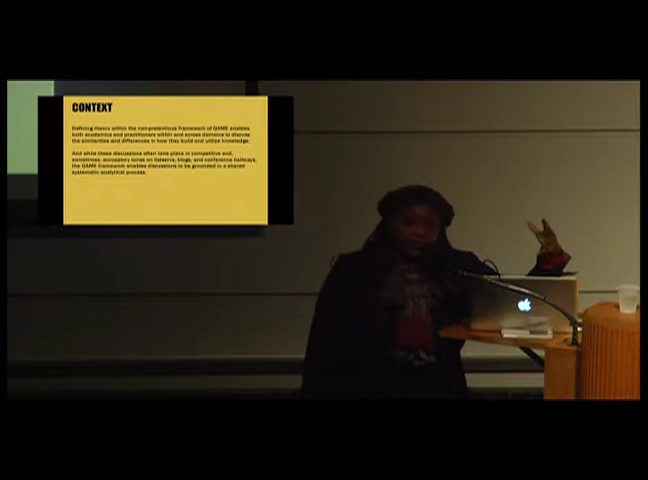 CONTEXT
Defining theory within the non-pretentious framework of GAME enables
both academics and practitioners within and across domains to discuss
the similarities and differences in how they build and utilize knowledge.
And while these discussions often take place in competitive and,
sometimes, accusatory tones on listservs, blogs, and conference hallways,
the GAME framework enables discussions to be grounded in a shared
systematic analytical process.